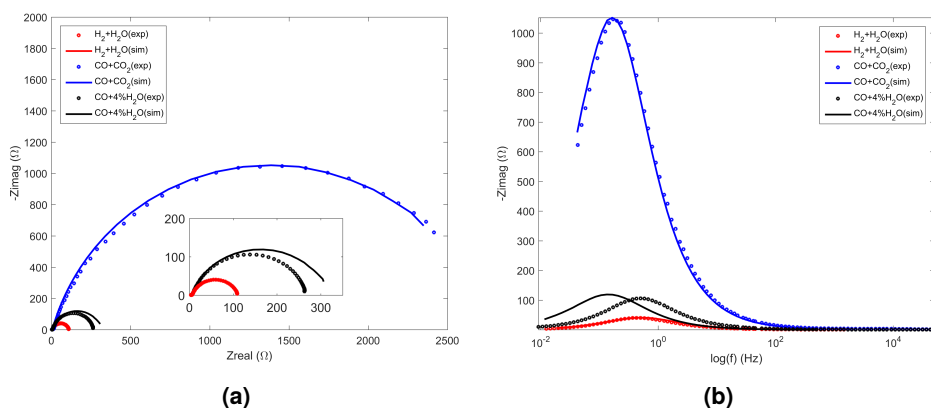 2000
1800
1600
1400
1200
1000
800
600
400
200
0
-Zimag (Ω)
H2+H2O(exp)
H2+H2O(sim)
CO+CO2(exp)
CO+CO2(sim)
CO+4%H2O(exp)
CO+4%H2O(sim)
200
100
0
0 100 200 300
0 500 1000 1500 2000 2500
Zreal (Ω)
(a)
1000
900
800
700
600
500
400
300
200
100
-Zimag (Ω)
H2+H2O(exp)
H2+H2O(sim)
CO+CO2(exp)
CO+CO2(sim)
CO+4%H2O(exp)
CO+4%H2O(sim)
10-2 100 102 104
log(f) (Hz)
(b)